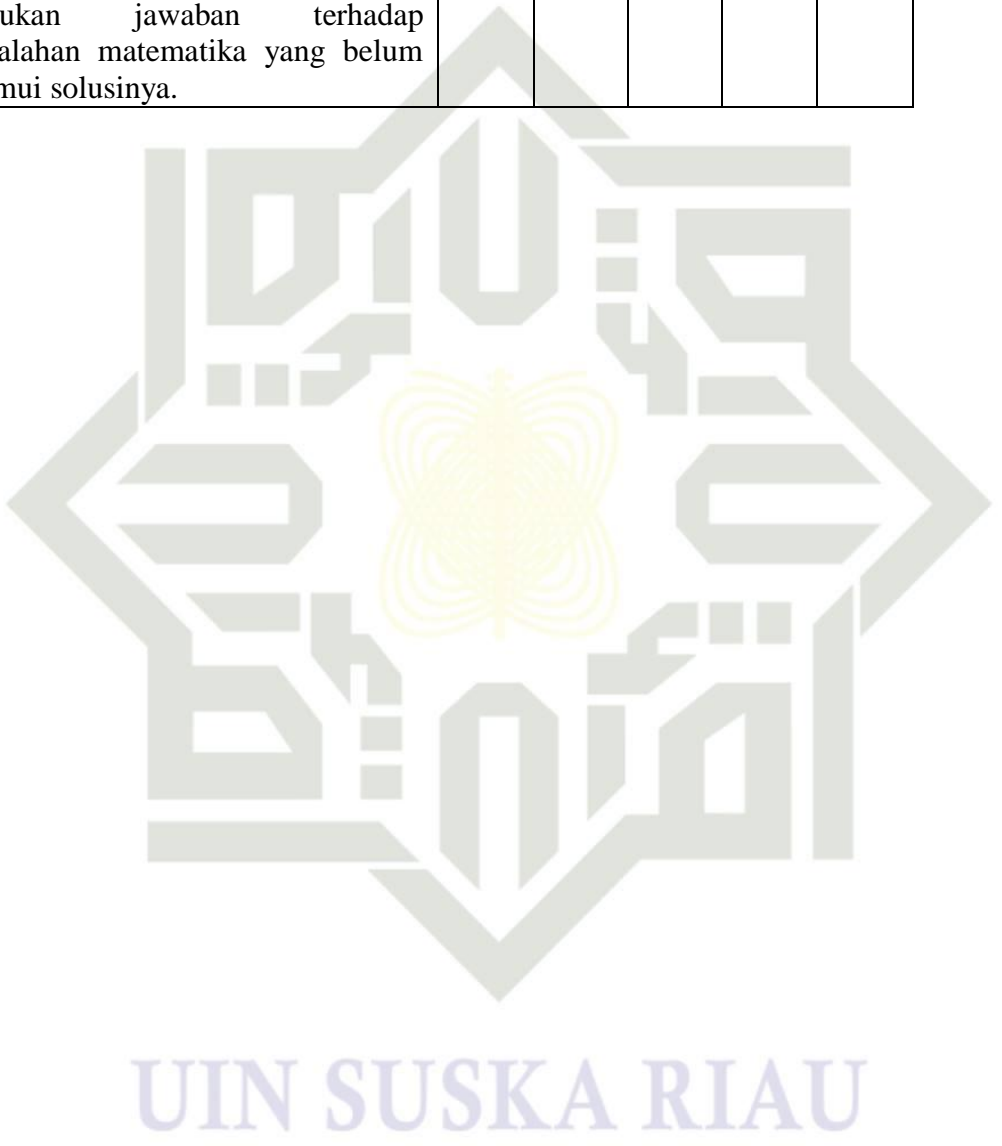 ukan jawaban terhadap
alahan matematika yang belum
mui solusinya.
UIN SUSKA RIAU